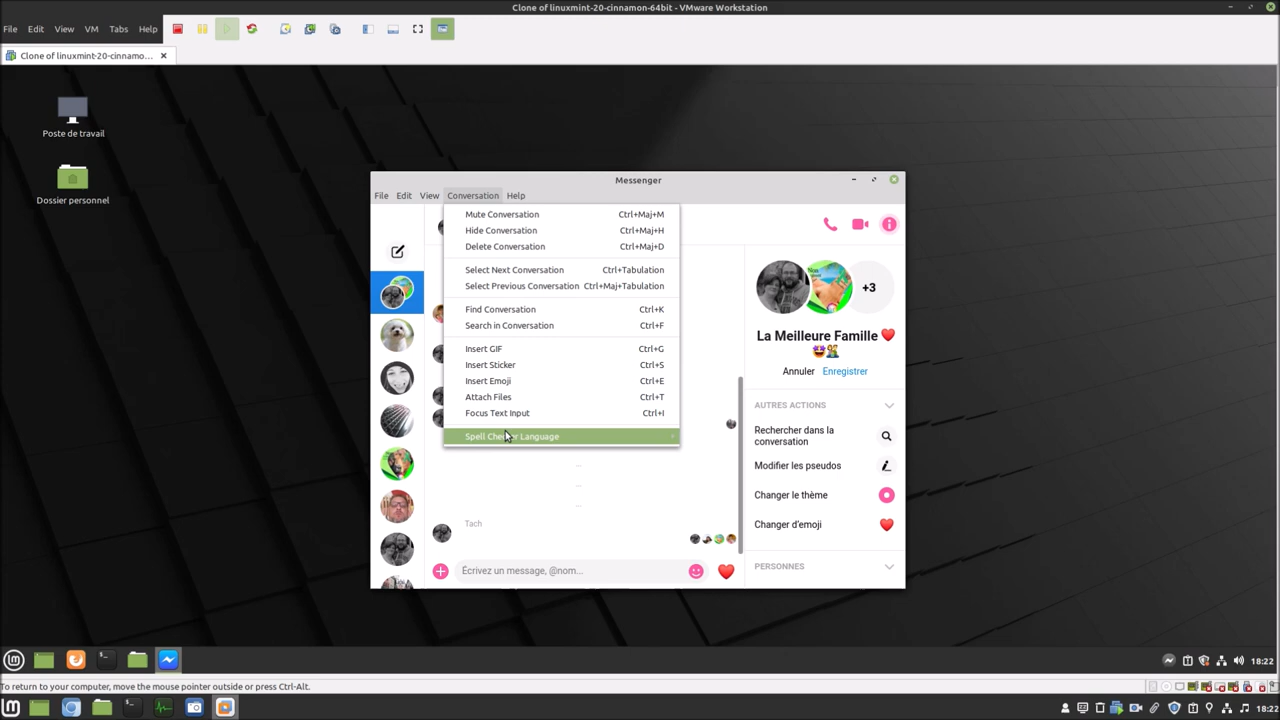 Clone of linuxmint-20-cinnamon-64bit - VMware Workstation
File Edit View VM Tabs Help
Clone of linuxmint-20-cinnamo...
Poste de travail
Dossier personnel
Messenger
File Edit View Conversation Help
Mute Conversation Ctrl+Maj+M
Hide Conversation Ctrl+Maj+H
Delete Conversation Ctrl+Maj+D
Select Next Conversation Ctrl+Tabulation
Select Previous Conversation Ctrl+Maj+Tabulation
Find Conversation Ctrl+K
Search in Conversation Ctrl+F
Insert GIF Ctrl+G
Insert Sticker Ctrl+S
Insert Emoji Ctrl+E
Attach Files Ctrl+T
Focus Text Input Ctrl+I
Spell Checker Language
Tach
Écrivez un message, @nom...
+3
La Meilleure Famille ❤️
🤩👨‍👩‍👧‍👦
Annuler Enregistrer
AUTRES ACTIONS
Rechercher dans la
conversation
Modifier les pseudos
Changer le thème
Changer d'emoji
PERSONNES
18:22
To return to your computer, move the mouse pointer outside or press Ctrl-Alt.
18:22